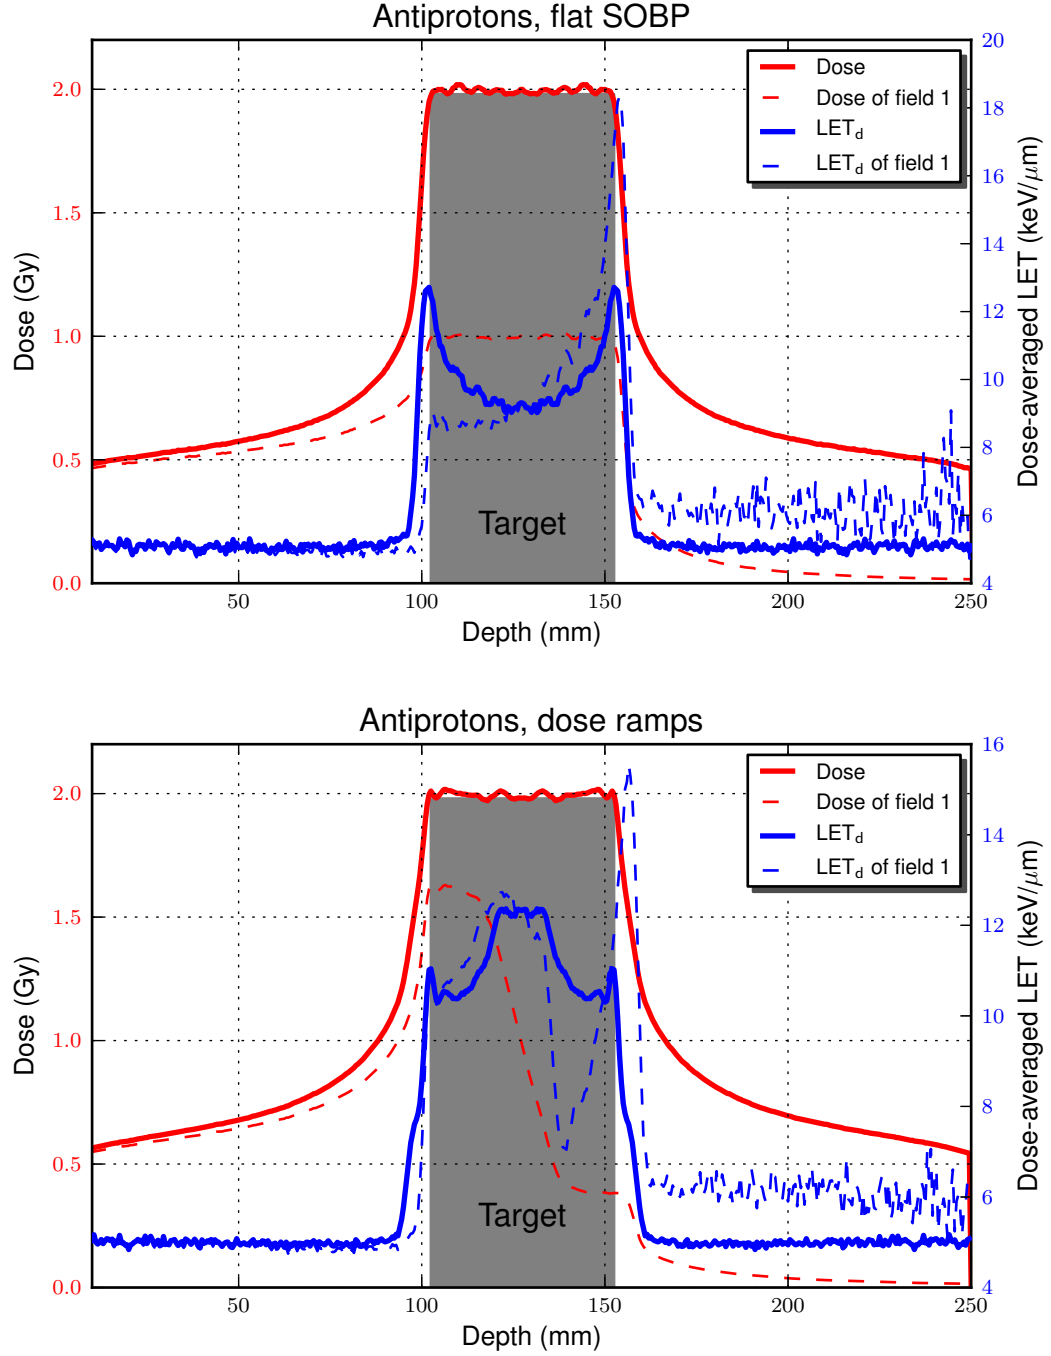 Antiprotons, flat SOBP
20
18
16
14
12
10
8
6
4
2.0
1.5
1.0
0.5
0.0
Dose (Gy)
Dose-averaged LET (keV/μm)
Dose
Dose of field 1
LETd
LETd of field 1
Target
50
100
150
200
250
Depth (mm)
Antiprotons, dose ramps
16
14
12
10
8
6
4
2.0
1.5
1.0
0.5
0.0
Dose (Gy)
Dose-averaged LET (keV/μm)
Dose
Dose of field 1
LETd
LETd of field 1
Target
50
100
150
200
250
Depth (mm)